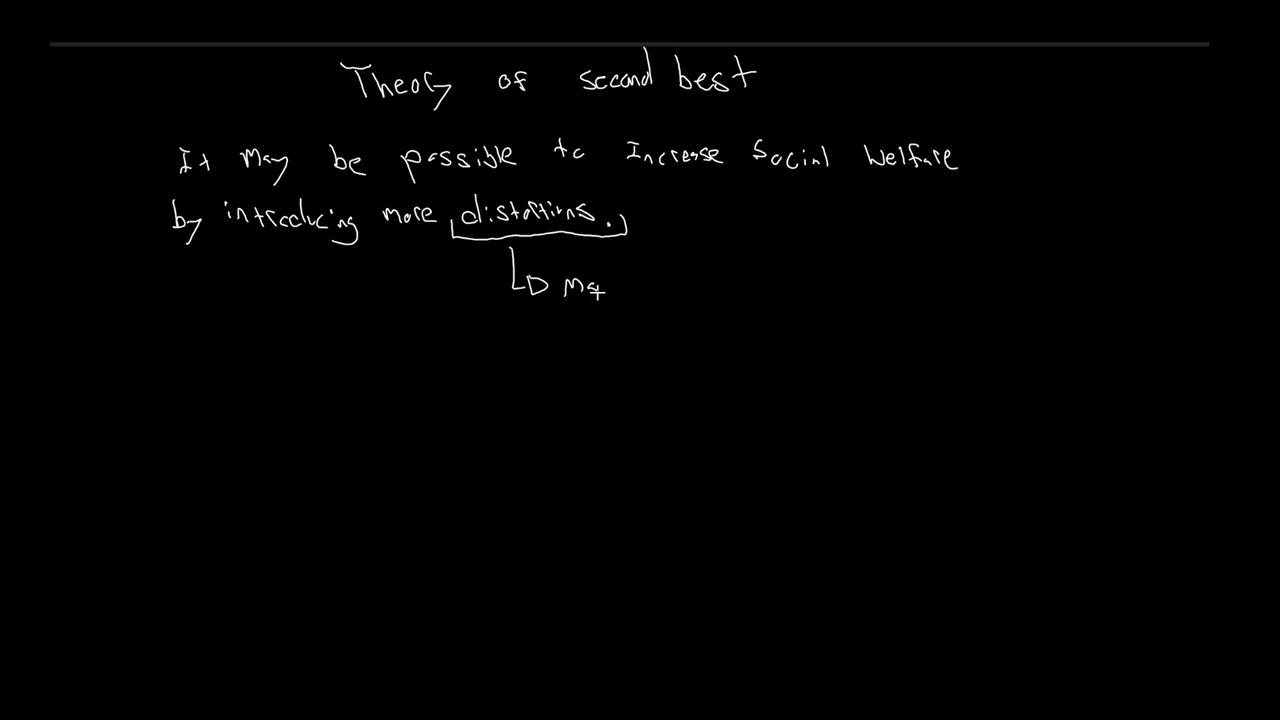 Theory of second best
It may be possible to Increase Social Welfare
by introducing more distortions.